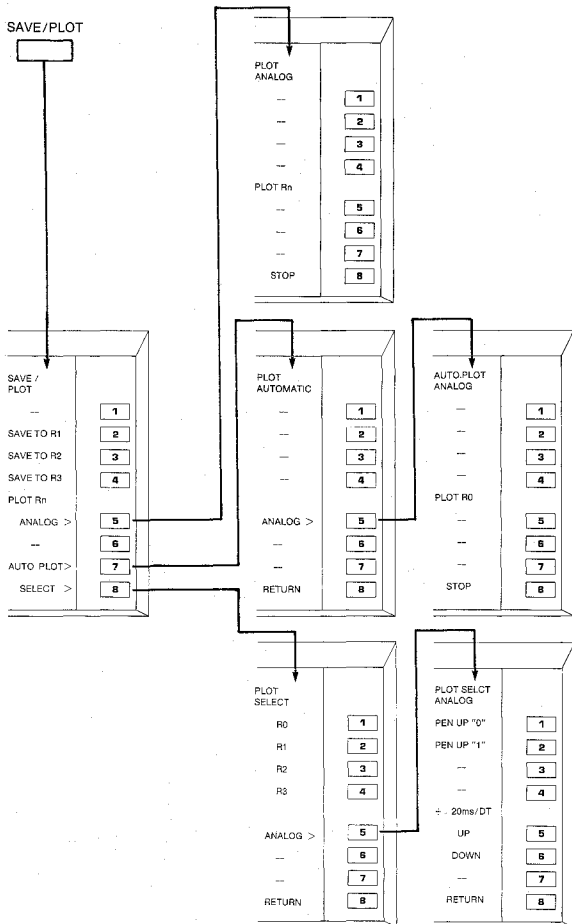 SAVE/PLOT
PLOT
ANALOG
-- 1
-- 2
-- 3
-- 4
PLOT Rn
-- 5
-- 6
-- 7
STOP 8
SAVE /
PLOT
-- 1
SAVE TO R1 2
SAVE TO R2 3
SAVE TO R3 4
PLOT Rn
ANALOG > 5
-- 6
AUTO PLOT> 7
SELECT > 8
PLOT
AUTOMATIC
-- 1
-- 2
-- 3
-- 4
ANALOG > 5
-- 6
-- 7
RETURN 8
AUTO.PLOT
ANALOG
-- 1
-- 2
-- 3
-- 4
PLOT R0
-- 5
-- 6
-- 7
STOP 8
PLOT
SELECT
R0 1
R1 2
R2 3
R3 4
ANALOG > 5
-- 6
-- 7
RETURN 8
PLOT SELCT
ANALOG
PEN UP "0" 1
PEN UP "1" 2
-- 3
-- 4
÷ . 20ms/DT
UP 5
DOWN 6
-- 7
RETURN 8